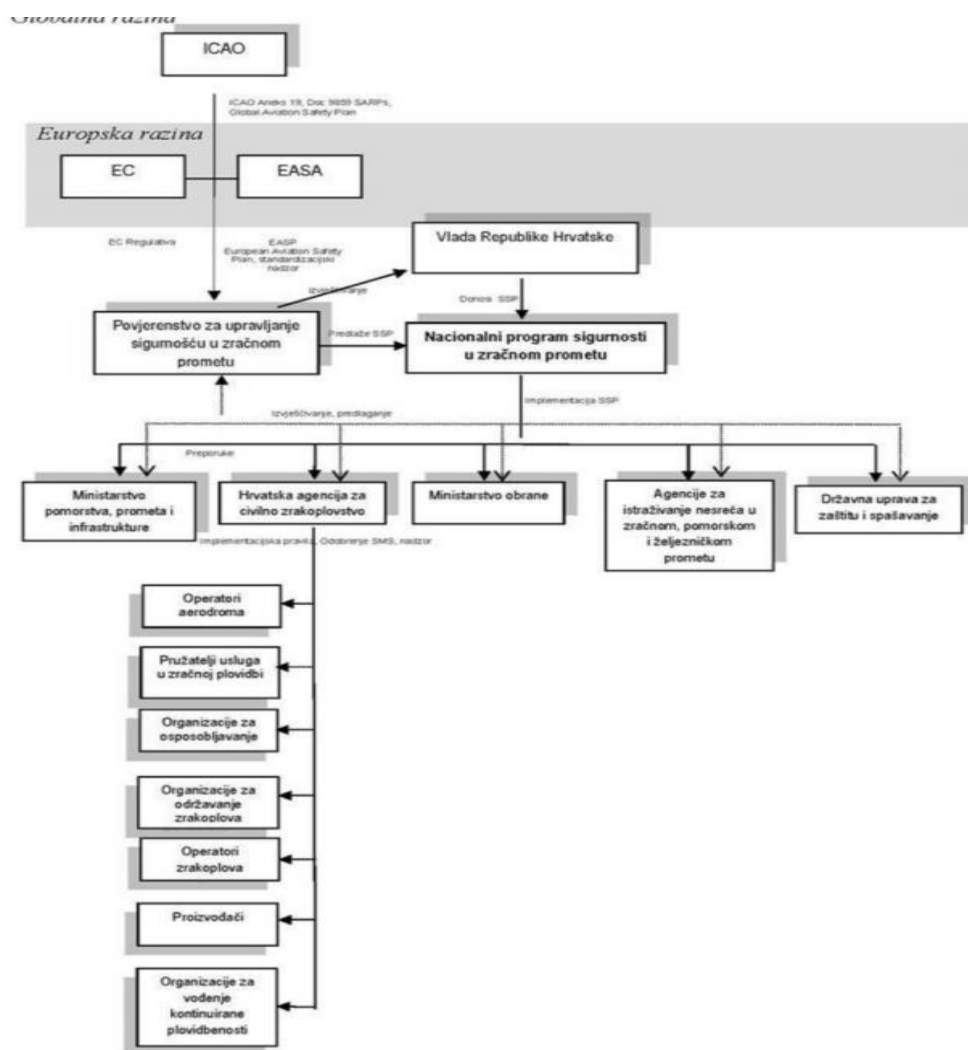 Globalna razina
ICAO
ICAO Aneks 19, Doc 9859 SARPs,
Global Aviation Safety Plan
Europska razina
EC
EASA
EC Regulativa
EASP
European Aviation Safety
Plan, standardizacijski
nadzor
Vlada Republike Hrvatske
Izvješćivanje
Donosi SSP
Povjerenstvo za upravljanje
sigurnošću u zračnom
prometu
Predlaže SSP
Nacionalni program sigurnosti
u zračnom prometu
Implementacija SSP
Izvješćivanje, predlaganje
Preporuke
Ministarstvo
pomorstva, prometa i
infrastrukture
Hrvatska agencija za
civilno zrakoplovstvo
Ministarstvo obrane
Agencije za
istraživanje nesreća u
zračnom, pomorskom
i željezničkom
prometu
Državna uprava za
zaštitu i spašavanje
Implementacijska pravila, Odobrenje SMS, nadzor
Operatori
aerodroma
Pružatelji usluga
u zračnoj plovidbi
Organizacije za
osposobljavanje
Organizacije za
održavanje
zrakoplova
Operatori
zrakoplova
Proizvođači
Organizacije za
vođenje
kontinuirane
plovidbenosti